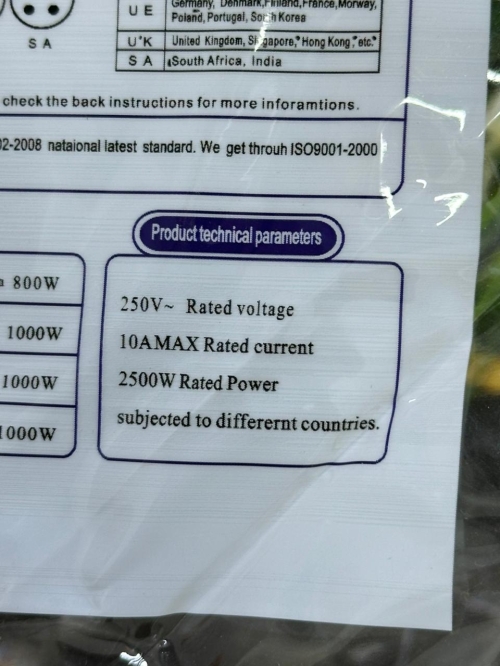 U E
Germany, Denmark,Finland,France,Morway,
Poland,Portugal, South Korea
S A
U*K United Kingdom, Singapore,* Hong Kong,*etc.*
S A South Africa, India
check the back instructions for more inforamtions.
02-2008 nataional latest standard. We get throuh ISO9001-2000
Product technical parameters
800W
1000W
1000W
1000W
250V~ Rated voltage
10AMAX Rated current
2500W Rated Power
subjected to differernt countries.